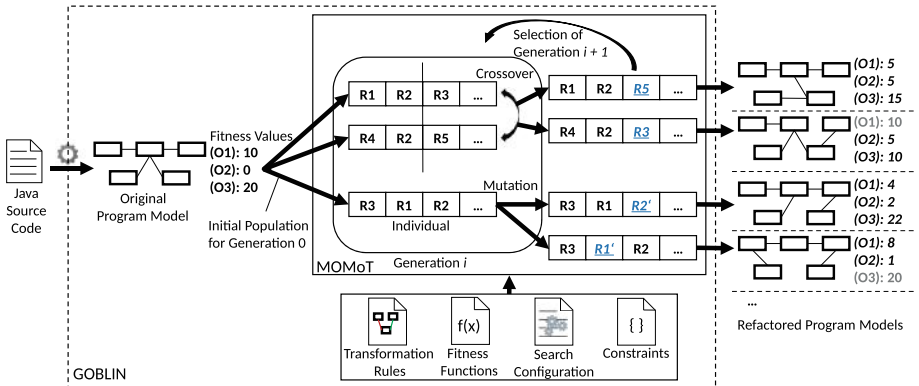 Selection of
Generation i + 1
Crossover
R1 R2 R3 ...
R4 R2 R5 ...
Mutation
R3 R1 R2 ...
Individual
Generation i
MOMoT
R1 R2 R5 ...
R4 R2 R3 ...
R3 R1 R2' ...
R3 R1' R2 ...
Java
Source
Code
Original
Program Model
Fitness Values
(O1): 10
(O2): 0
(O3): 20
Initial Population
for Generation 0
(O1): 5
(O2): 5
(O3): 15
(O1): 10
(O2): 5
(O3): 10
(O1): 4
(O2): 2
(O3): 22
(O1): 8
(O2): 1
(O3): 20
...
Refactored Program Models
Transformation
Rules
f(x)
Fitness
Functions
Search
Configuration
{ }
Constraints
GOBLIN